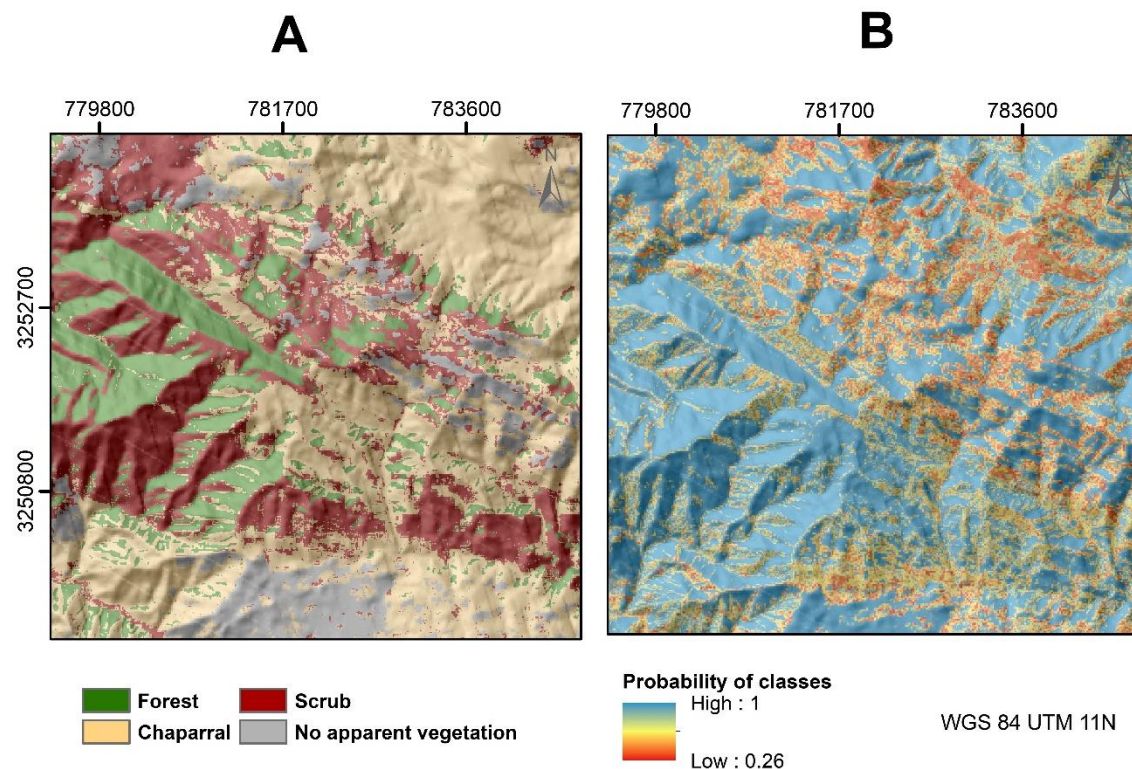 A
B
779800 781700 783600
779800 781700 783600
N
3252700
3250800
Forest
Scrub
Chaparral
No apparent vegetation
Probability of classes
High : 1
Low : 0.26
WGS 84 UTM 11N